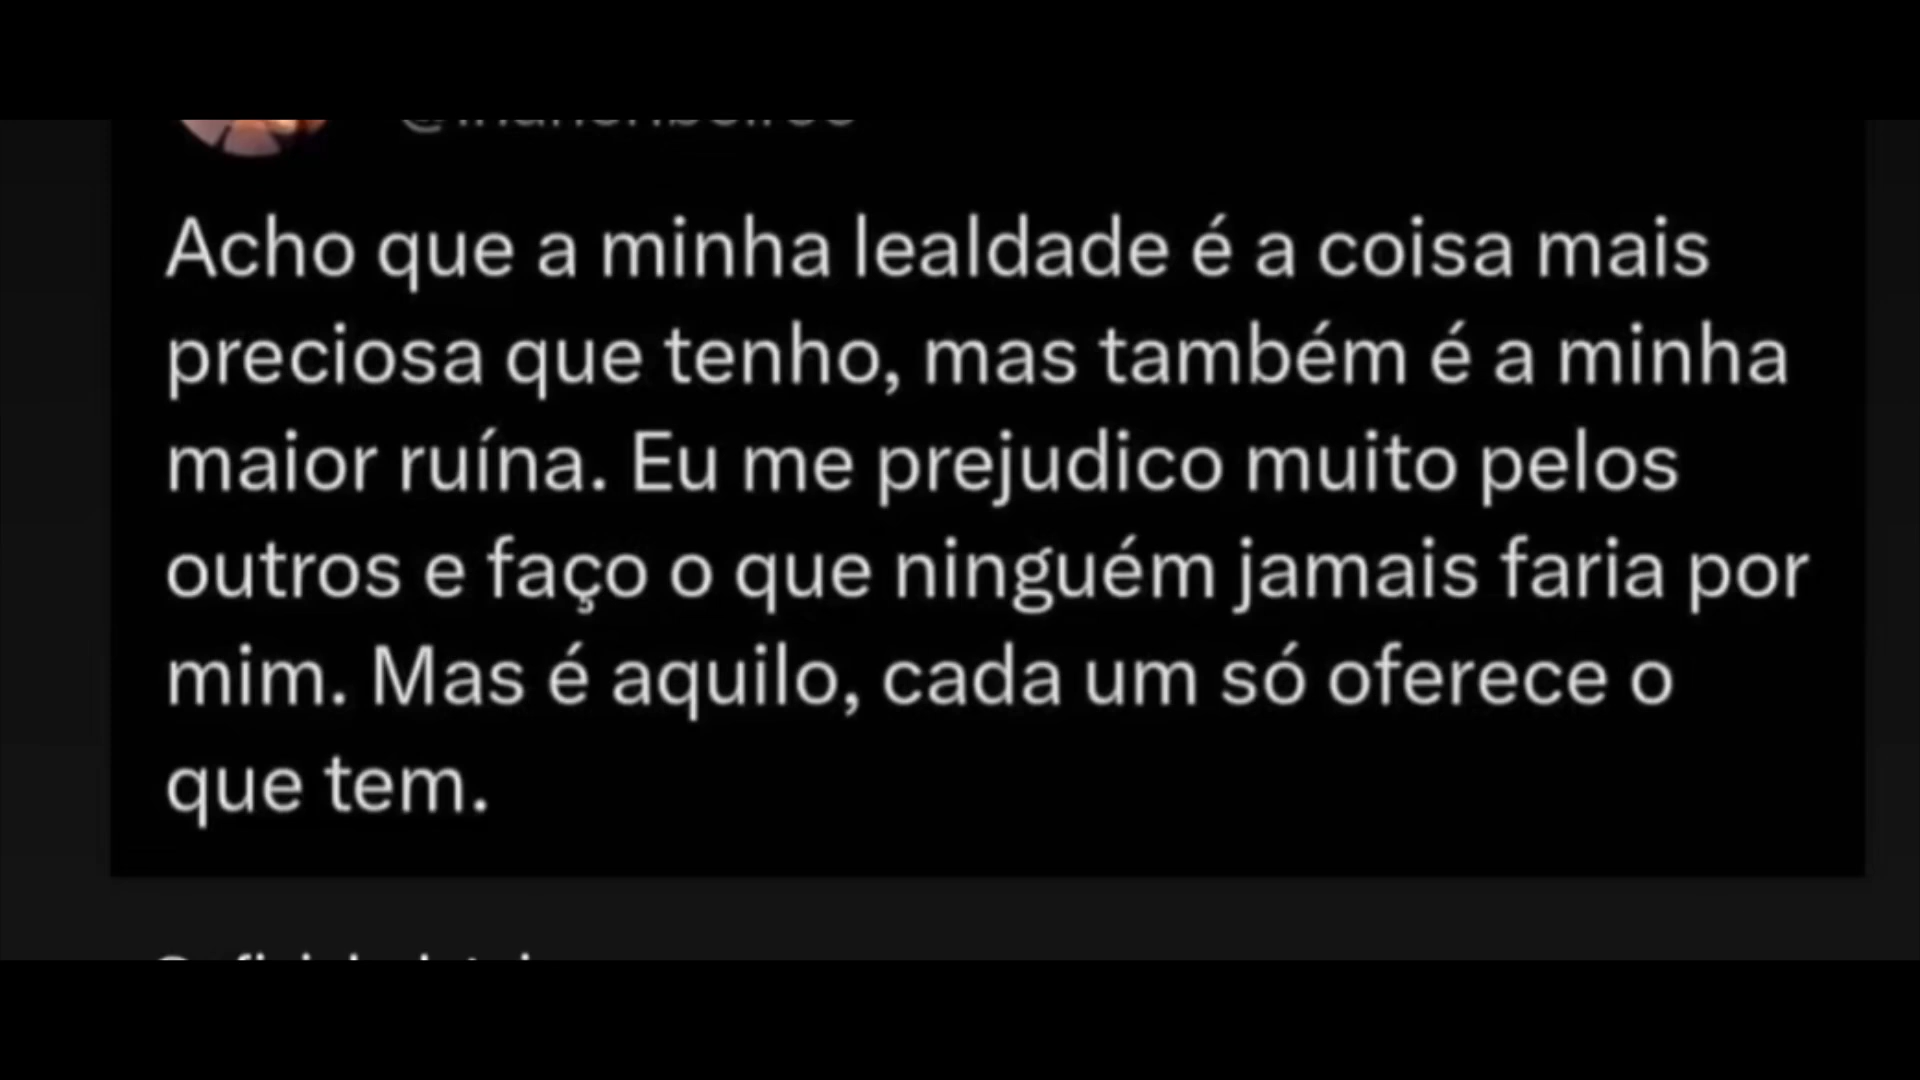 Acho que a minha lealdade é a coisa mais
preciosa que tenho, mas também é a minha
maior ruína. Eu me prejudico muito pelos
outros e faço o que ninguém jamais faria por
mim. Mas é aquilo, cada um só oferece o
que tem.